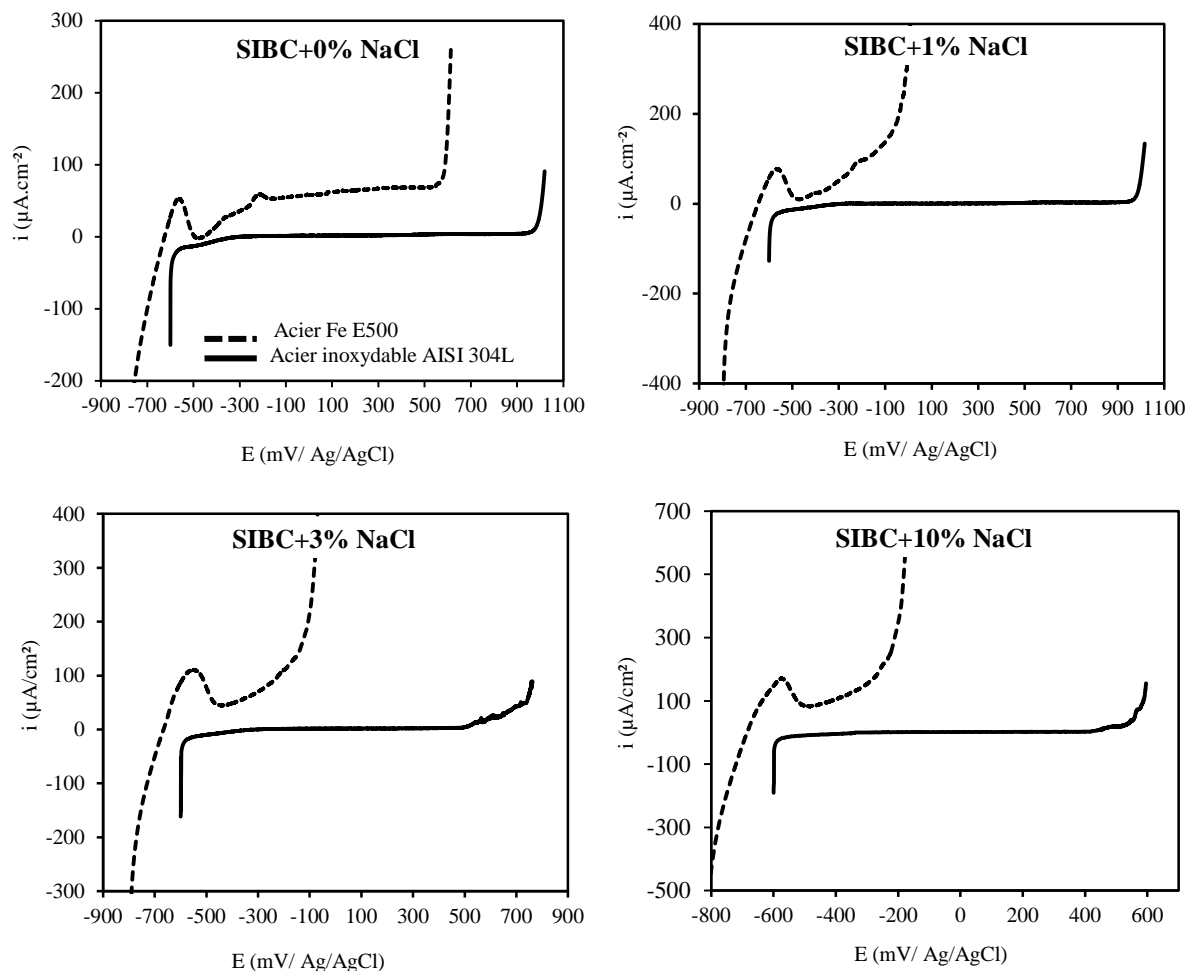 SIBC+0% NaCl
300
200
100
0
-100
-200
i (µA.cm-²)
Acier Fe E500
Acier inoxydable AISI 304L
-900 -700 -500 -300 -100 100 300 500 700 900 1100
E (mV/ Ag/AgCl)
SIBC+1% NaCl
400
200
0
-200
-400
i (µA.cm-²)
-900 -700 -500 -300 -100 100 300 500 700 900 1100
E (mV/ Ag/AgCl)
SIBC+3% NaCl
400
300
200
100
0
-100
-200
-300
i (µA/cm²)
-900 -700 -500 -300 -100 100 300 500 700 900
E (mV/ Ag/AgCl)
SIBC+10% NaCl
700
500
300
100
-100
-300
-500
i (µA/cm²)
-800 -600 -400 -200 0 200 400 600
E (mV/ Ag/AgCl)